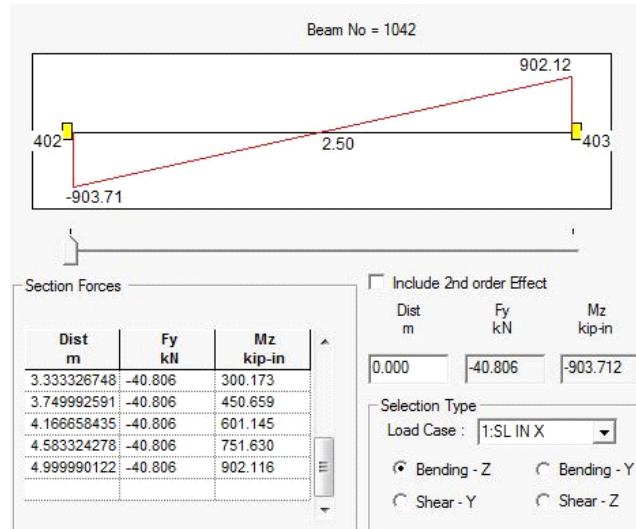 Beam No = 1042
902.12
402
2.50
403
-903.71
Section Forces
Dist m Fy kN Mz kip-in
3.333326748 -40.806 300.173
3.749992591 -40.806 450.659
4.166658435 -40.806 601.145
4.583324278 -40.806 751.630
4.999990122 -40.806 902.116
Include 2nd order Effect
Dist Fy Mz
m kN kip-in
0.000 -40.806 -903.712
Selection Type
Load Case : 1:SL IN X
Bending - Z Bending - Y
Shear - Y Shear - Z